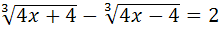 ∛(4x + 4) − ∛(4x − 4) = 2